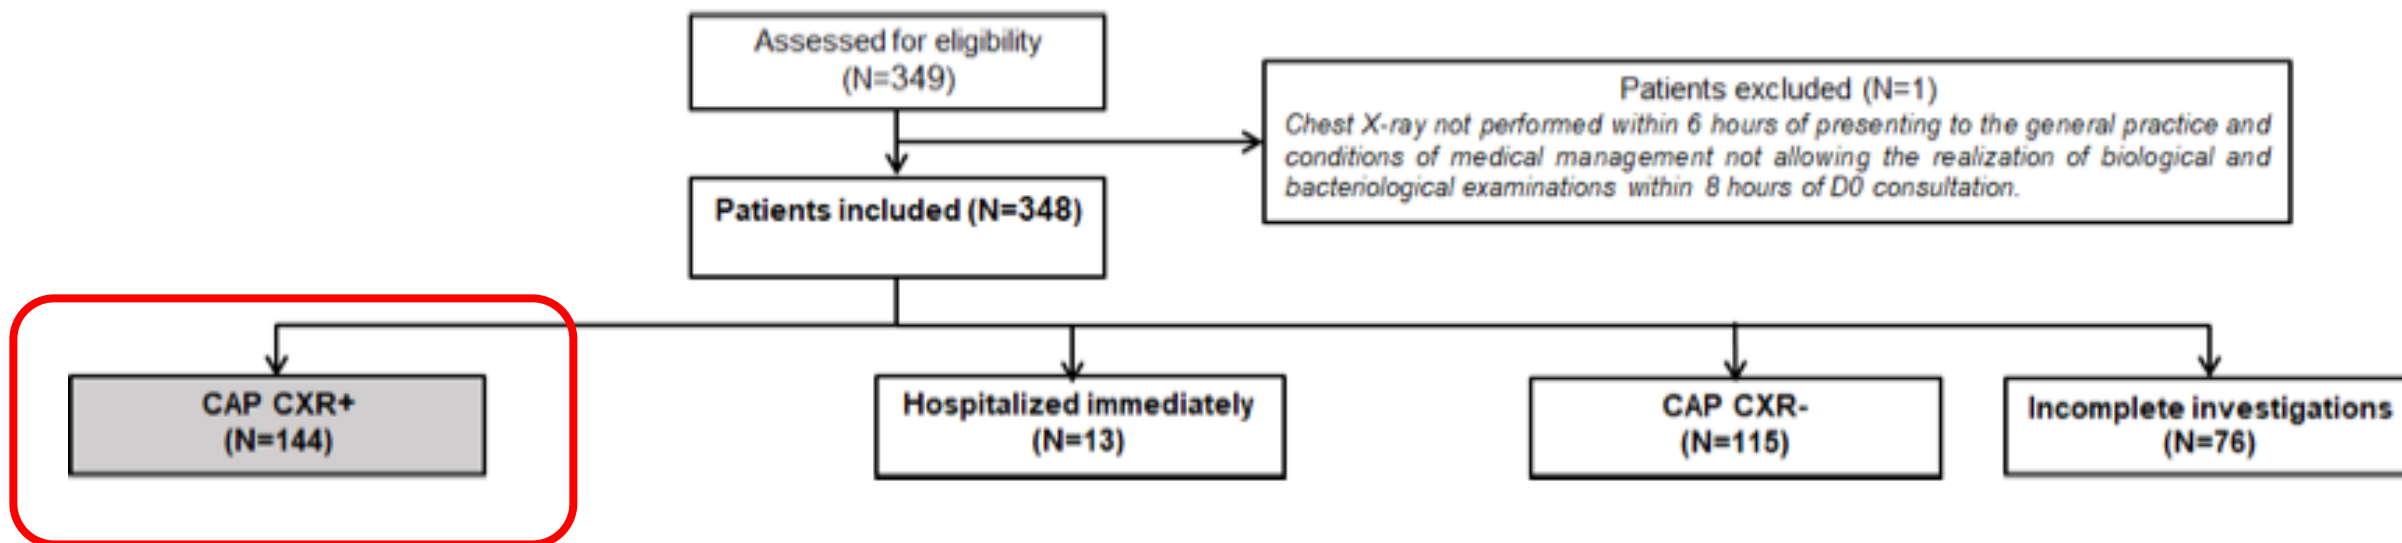 Assessed for eligibility
(N=349)
Patients excluded (N=1)
Chest X-ray not performed within 6 hours of presenting to the general practice and
conditions of medical management not allowing the realization of biological and
bacteriological examinations within 8 hours of D0 consultation.
Patients included (N=348)
CAP CXR+
(N=144)
Hospitalized immediately
(N=13)
CAP CXR-
(N=115)
Incomplete investigations
(N=76)